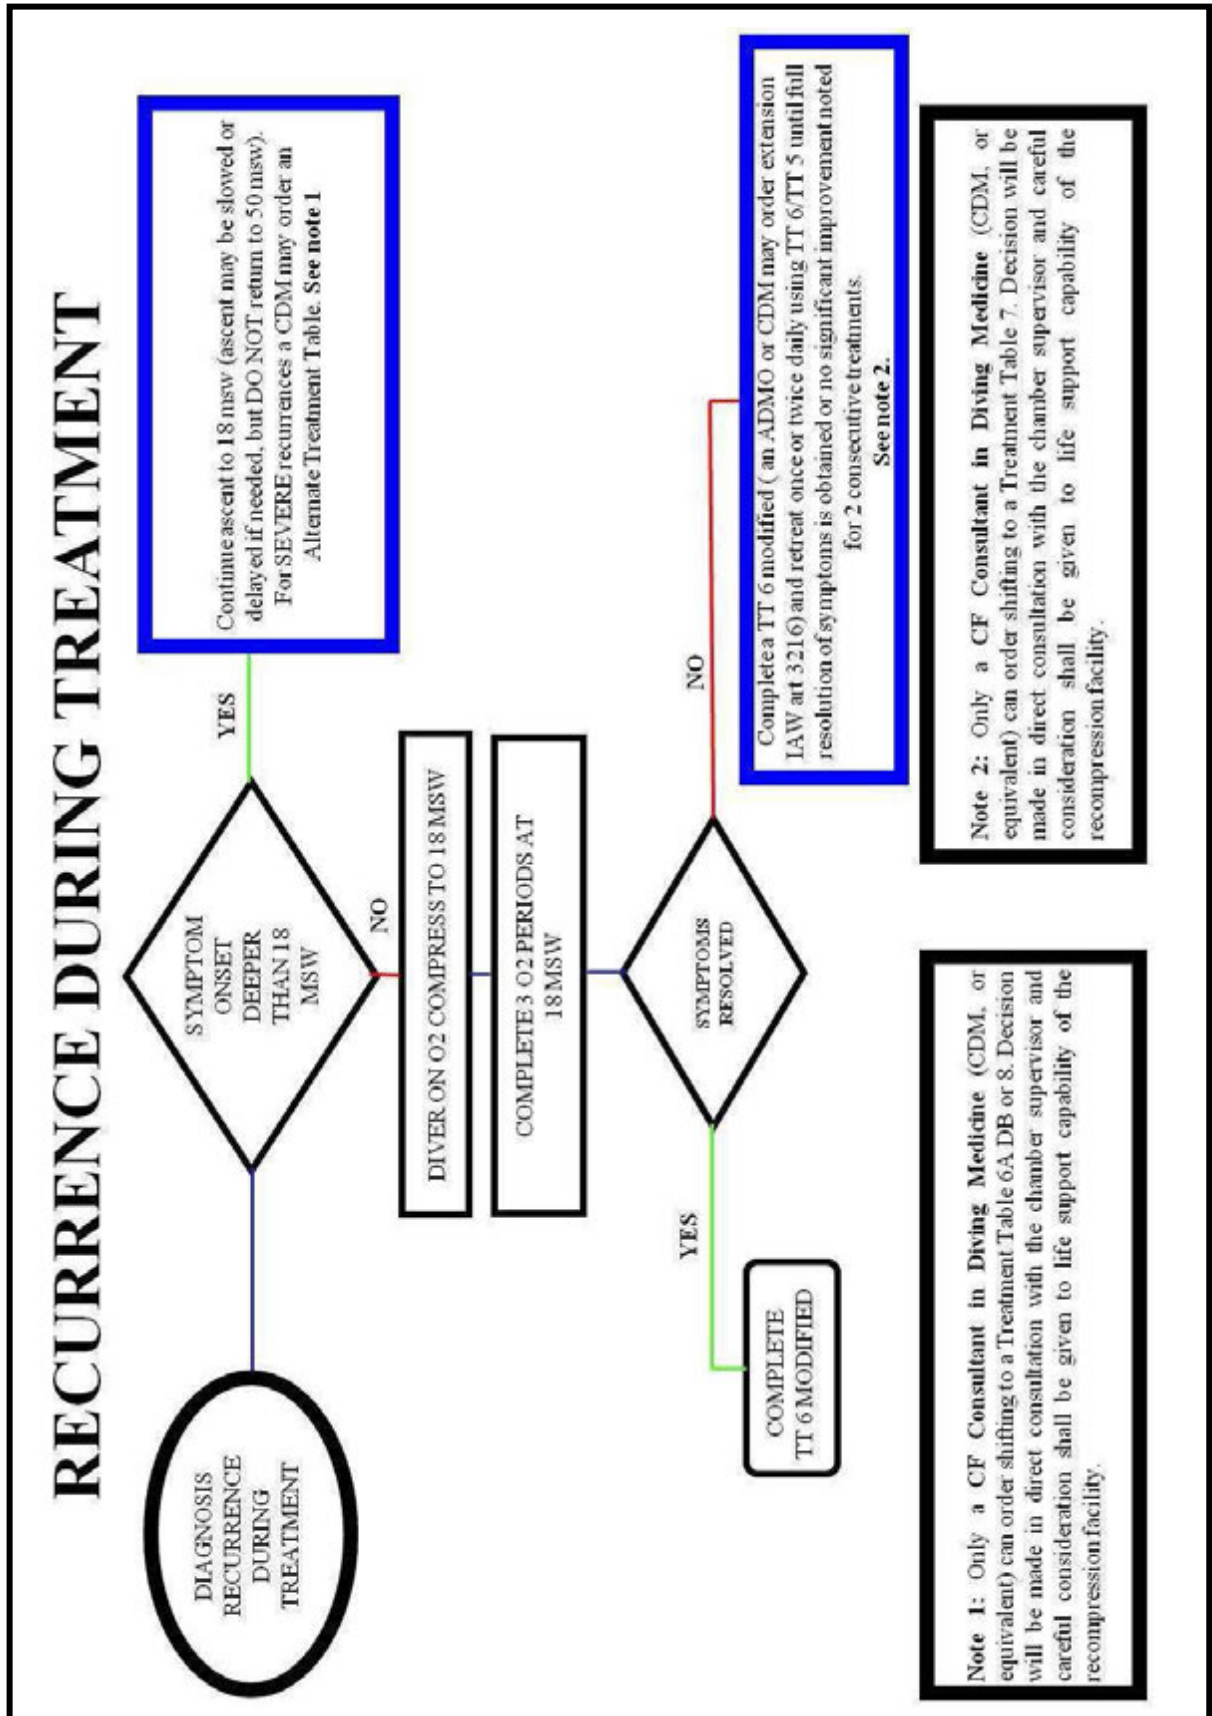 RECURRENCE DURING TREATMENT
DIAGNOSIS
RECURRENCE
DURING
TREATMENT
SYMPTOM
ONSET
DEEPER
THAN 18
MSW
YES
Continue ascent to 18 msw (ascent may be slowed or
delayed if needed, but DO NOT return to 50 msw).
For SEVERE recurrences a CDM may order an
Alternate Treatment Table. See note 1
NO
DIVER ON O2 COMPRESS TO 18 MSW
COMPLETE 3 O2 PERIODS AT
18 MSW
SYMPTOMS
RESOLVED
YES
COMPLETE
TT 6 MODIFIED
NO
Complete a TT 6 modified ( an ADMO or CDM may order extension
IAW art 3216) and retreat once or twice daily using TT 6/TT 5 until full
resolution of symptoms is obtained or no significant improvement noted
for 2 consecutive treatments.
See note 2.
Note 1: Only a CF Consultant in Diving Medicine (CDM, or
equivalent) can order shifting to a Treatment Table 6A DB or 8. Decision
will be made in direct consultation with the chamber supervisor and
careful consideration shall be given to life support capability of the
recompression facility.
Note 2: Only a CF Consultant in Diving Medicine (CDM, or
equivalent) can order shifting to a Treatment Table 7. Decision will be
made in direct consultation with the chamber supervisor and careful
consideration shall be given to life support capability of the
recompression facility.